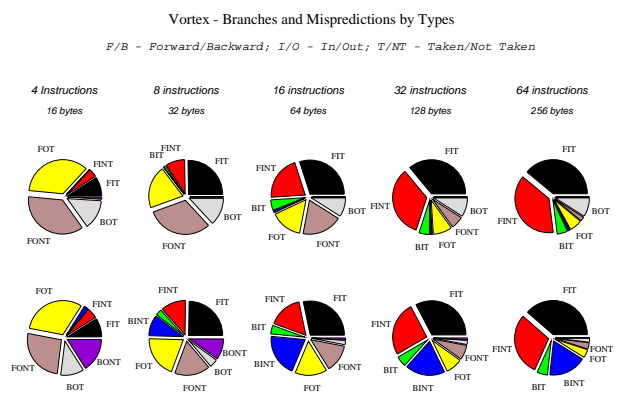 Vortex - Branches and Mispredictions by Types
F/B - Forward/Backward; I/O - In/Out; T/NT - Taken/Not Taken
4 Instructions
16 bytes
8 instructions
32 bytes
16 instructions
64 bytes
32 instructions
128 bytes
64 instructions
256 bytes
FOT
FINT
FIT
BOT
FONT
FINT
BIT
FIT
BOT
FONT
FIT
FINT
BIT
FOT
FONT
BOT
FIT
FINT
BIT
FOT
FONT
BOT
FIT
FINT
BIT
FOT
BOT
FOT
FINT
FIT
FONT
BOT
BONT
FINT
FIT
BINT
FOT
FONT
BOT
BONT
FIT
FINT
BIT
BINT
FOT
FONT
FIT
FINT
BIT
BINT
FOT
FONT
FIT
FINT
BIT
BINT
FOT
FONT